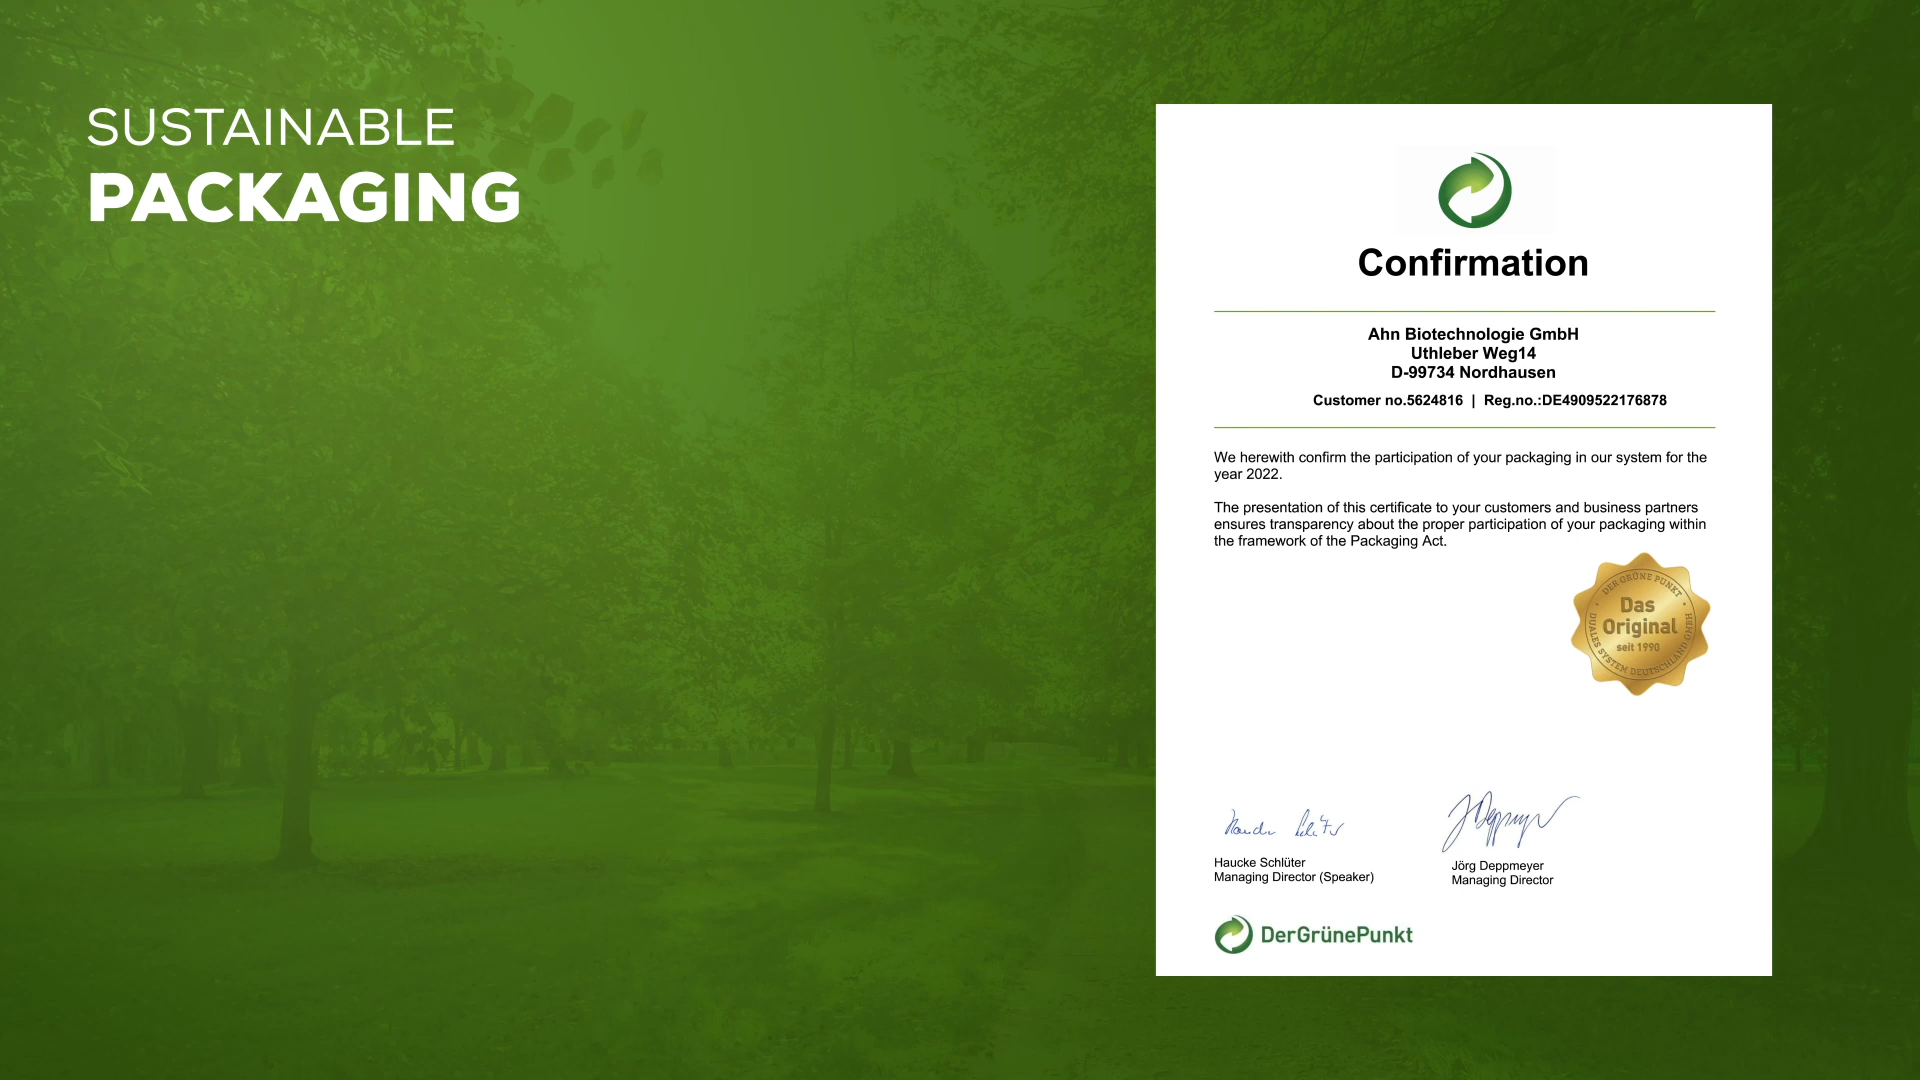 SUSTAINABLE
PACKAGING
Confirmation
Ahn Biotechnologie GmbH
Uthleber Weg14
D-99734 Nordhausen
Customer no.5624816 | Reg.no.:DE4909522176878
We herewith confirm the participation of your packaging in our system for the
year 2022.
The presentation of this certificate to your customers and business partners
ensures transparency about the proper participation of your packaging within
the framework of the Packaging Act.
DER GRÜNE PUNKT
Das
Original
seit 1990
DUALES SYSTEM DEUTSCHLAND GMBH
Haucke Schlüter
Managing Director (Speaker)
Jörg Deppmeyer
Managing Director
DerGrünePunkt